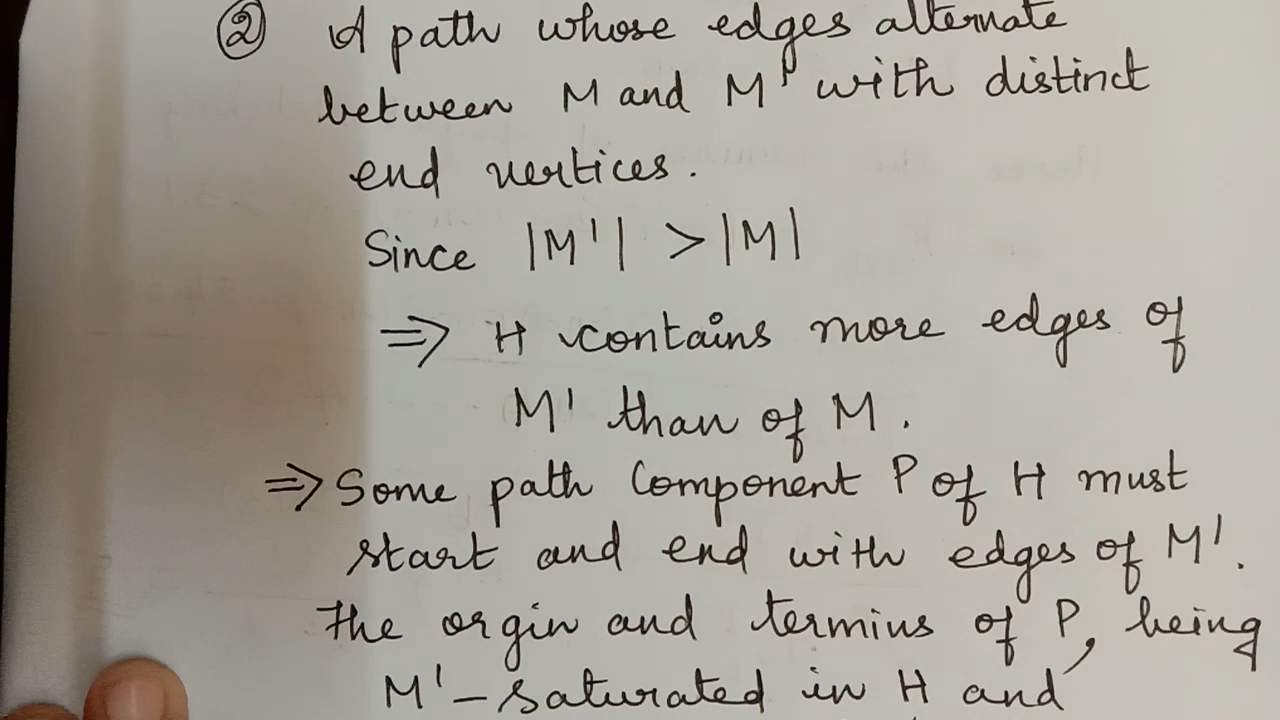 ② A path whose edges alternate
between M and M' with distinct
end vertices.
Since |M'| > |M|
⇒ H contains more edges of
M' than of M.
⇒ Some path component P of H must
start and end with edges of M'.
The orgin and termius of P, being
M'-saturated in H and